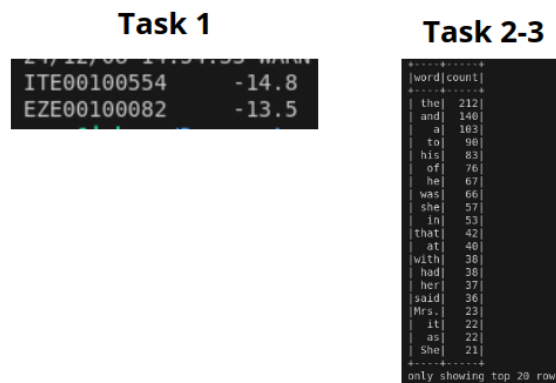 Task 1
ITE00100554 -14.8
EZE00100082 -13.5
Task 2-3
+----+-----+
|word|count|
+----+-----+
| the| 212|
| and| 140|
| a| 103|
| to| 90|
| his| 83|
| of| 76|
| he| 67|
| was| 66|
| she| 57|
| in| 53|
|that| 42|
| at| 40|
|with| 38|
| had| 38|
| her| 37|
|said| 36|
|Mrs.| 23|
| it| 22|
| as| 22|
| She| 21|
+----+-----+
only showing top 20 row